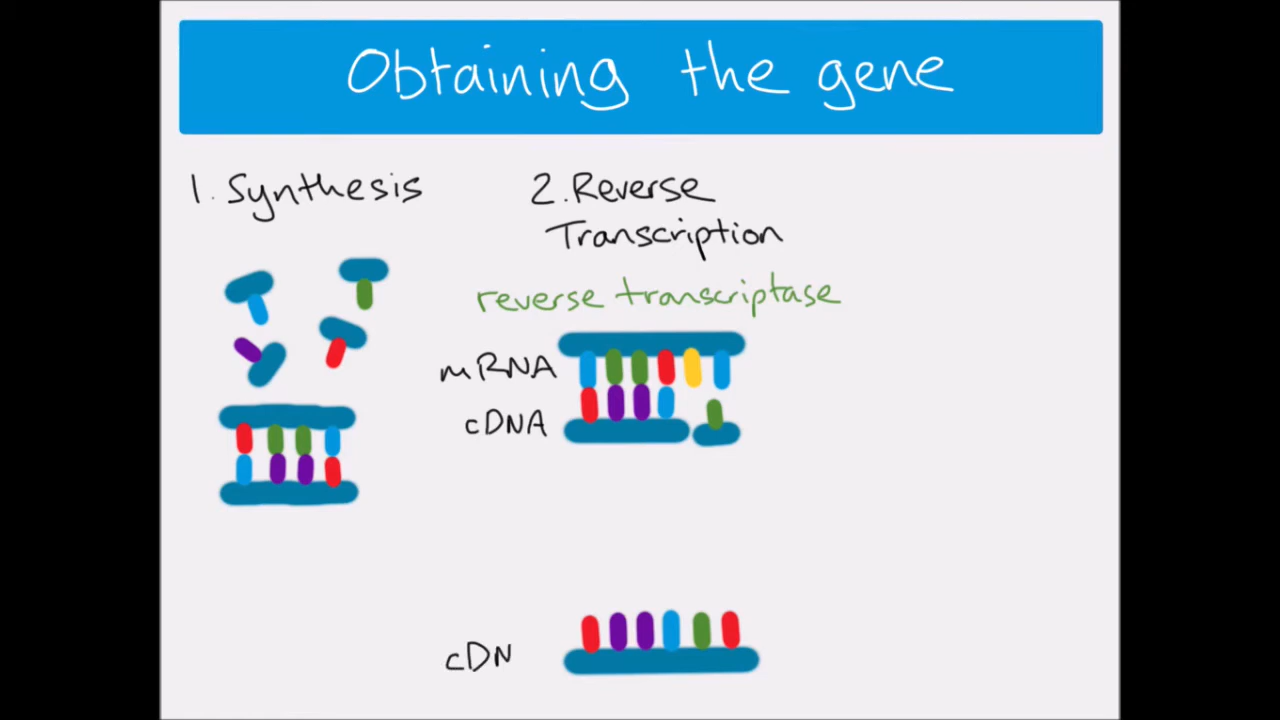 Obtaining the gene
1. Synthesis
2. Reverse
Transcription
reverse transcriptase
mRNA
cDNA
cDN